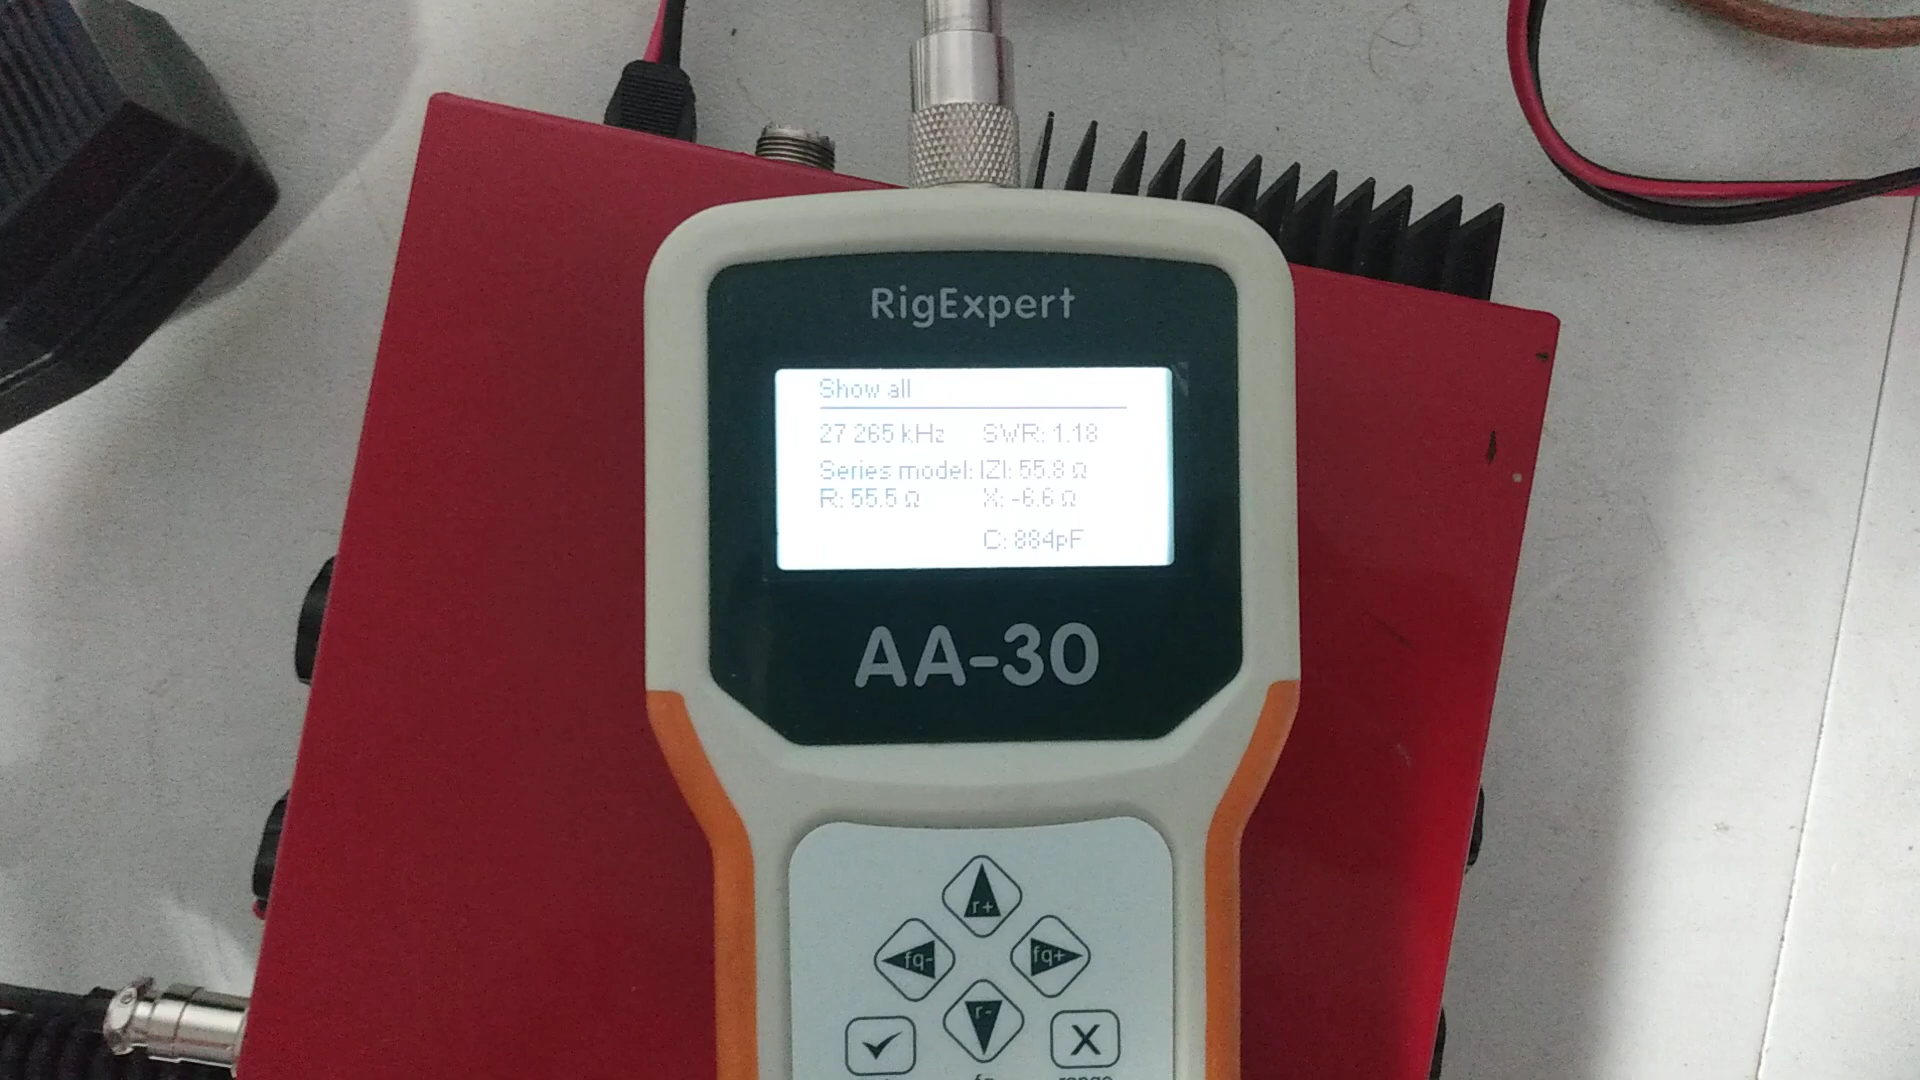 RigExpert
Show all
27 265 kHz SWR: 1.18
Series model: |Z|: 55.8 Ω
R: 55.5 Ω X: -6.6 Ω
C: 884pF
AA-30
r+
fq- fq+
r-